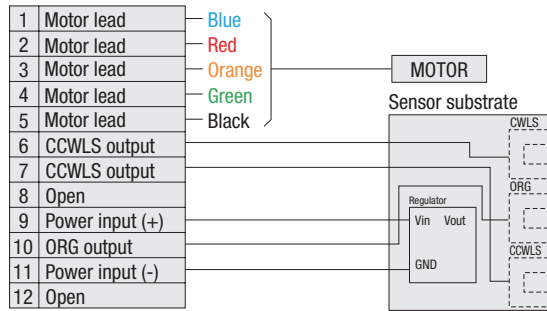 1 Motor lead Blue
2 Motor lead Red
3 Motor lead Orange
4 Motor lead Green
5 Motor lead Black
6 CCWLS output
7 CCWLS output
8 Open
9 Power input (+)
10 ORG output
11 Power input (-)
12 Open
MOTOR
Sensor substrate
CWLS
ORG
CCWLS
Regulator
Vin Vout
GND